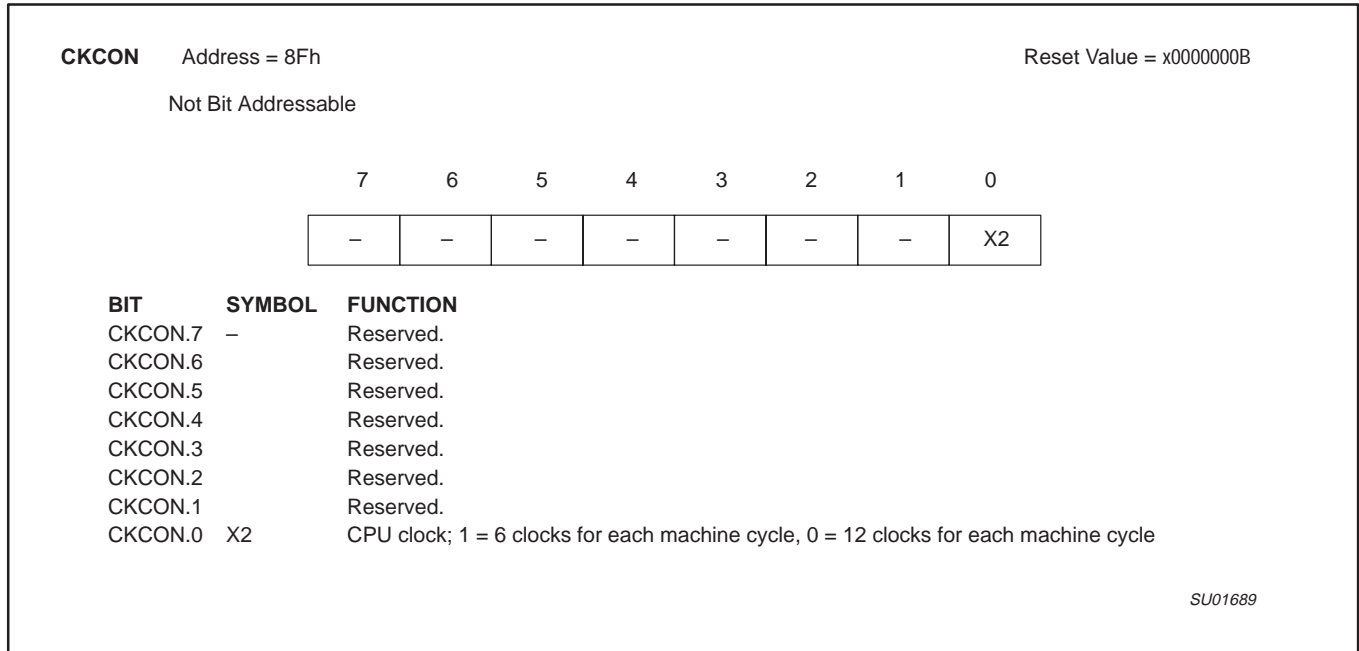 CKCON Address = 8Fh Reset Value = x0000000B
Not Bit Addressable
7 6 5 4 3 2 1 0
– – – – – – – X2
BIT SYMBOL FUNCTION
CKCON.7 – Reserved.
CKCON.6 Reserved.
CKCON.5 Reserved.
CKCON.4 Reserved.
CKCON.3 Reserved.
CKCON.2 Reserved.
CKCON.1 Reserved.
CKCON.0 X2 CPU clock; 1 = 6 clocks for each machine cycle, 0 = 12 clocks for each machine cycle
SU01689